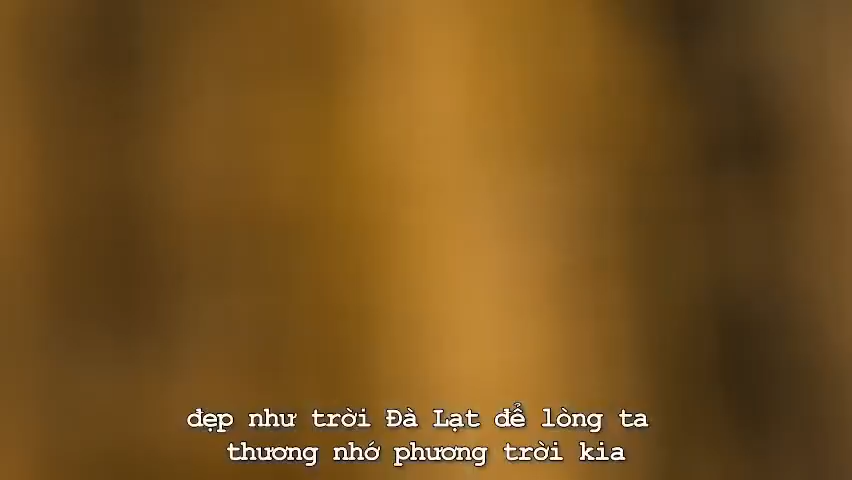 đẹp như trời Đà Lạt để lòng ta
thương nhớ phương trời kia